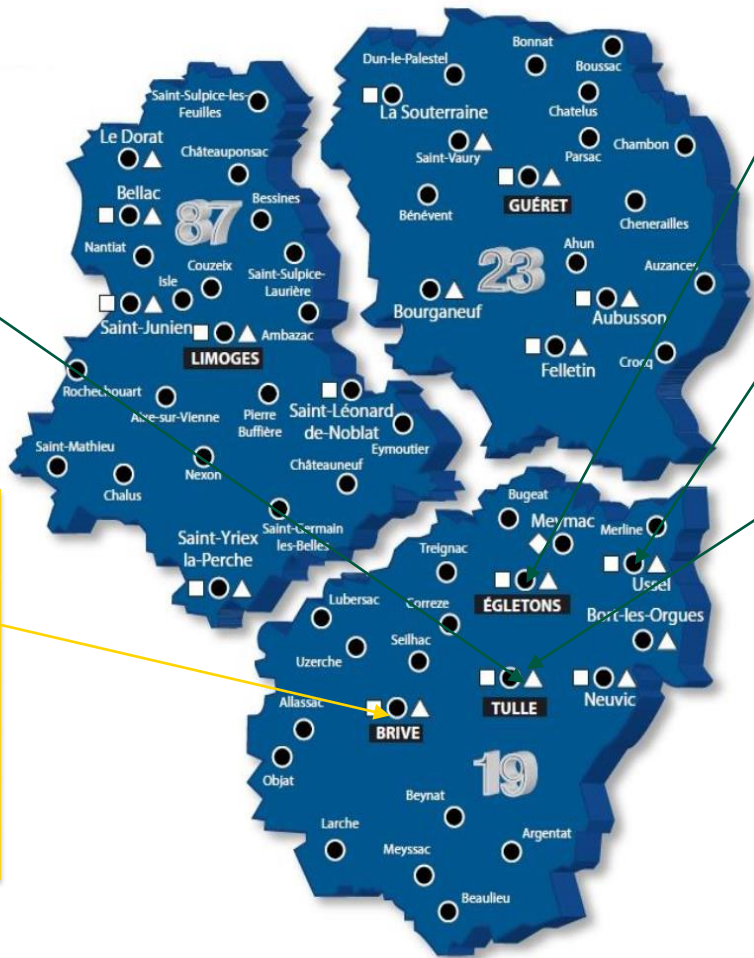 Saint-Sulpice-les-
Feuilles
Le Dorat
Châteauponsac
Bellac
87
Bessines
Nantiat
Couzeix
Isle
Saint-Sulpice-
Laurière
Saint-Junien
Ambazac
LIMOGES
Rochechouart
Aixe-sur-Vienne
Pierre
Buffière
Saint-Léonard
de-Noblat
Eymoutier
Saint-Mathieu
Chalus
Nexon
Châteauneuf
Saint-Germain
les-Belles
Saint-Yriex
la-Perche
Dun-le-Palestel
Bonnat
Boussac
La Souterraine
Chatelus
Saint-Vaury
Parsac
Chambon
GUÉRET
Bénévent
Chenerailles
23
Ahun
Auzances
Bourganeuf
Aubusson
Felletin
Crocq
Bugeat
Meymac
Merline
Treignac
ÉGLETONS
Ussel
Lubersac
Correze
Bort-les-Orgues
Uzerche
Seilhac
TULLE
Neuvic
Allassac
BRIVE
19
Objat
Beynat
Larche
Meyssac
Argentat
Beaulieu